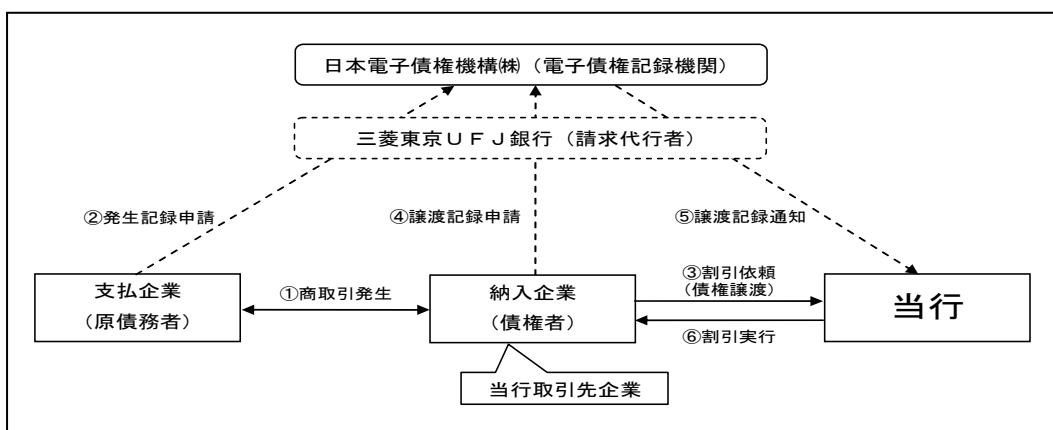 日本電子債権機構㈱（電子債権記録機関）
三菱東京ＵＦＪ銀行（請求代行者）
②発生記録申請
④譲渡記録申請
⑤譲渡記録通知
支払企業
（原債務者）
①商取引発生
納入企業
（債権者）
③割引依頼
（債権譲渡）
⑥割引実行
当行
当行取引先企業